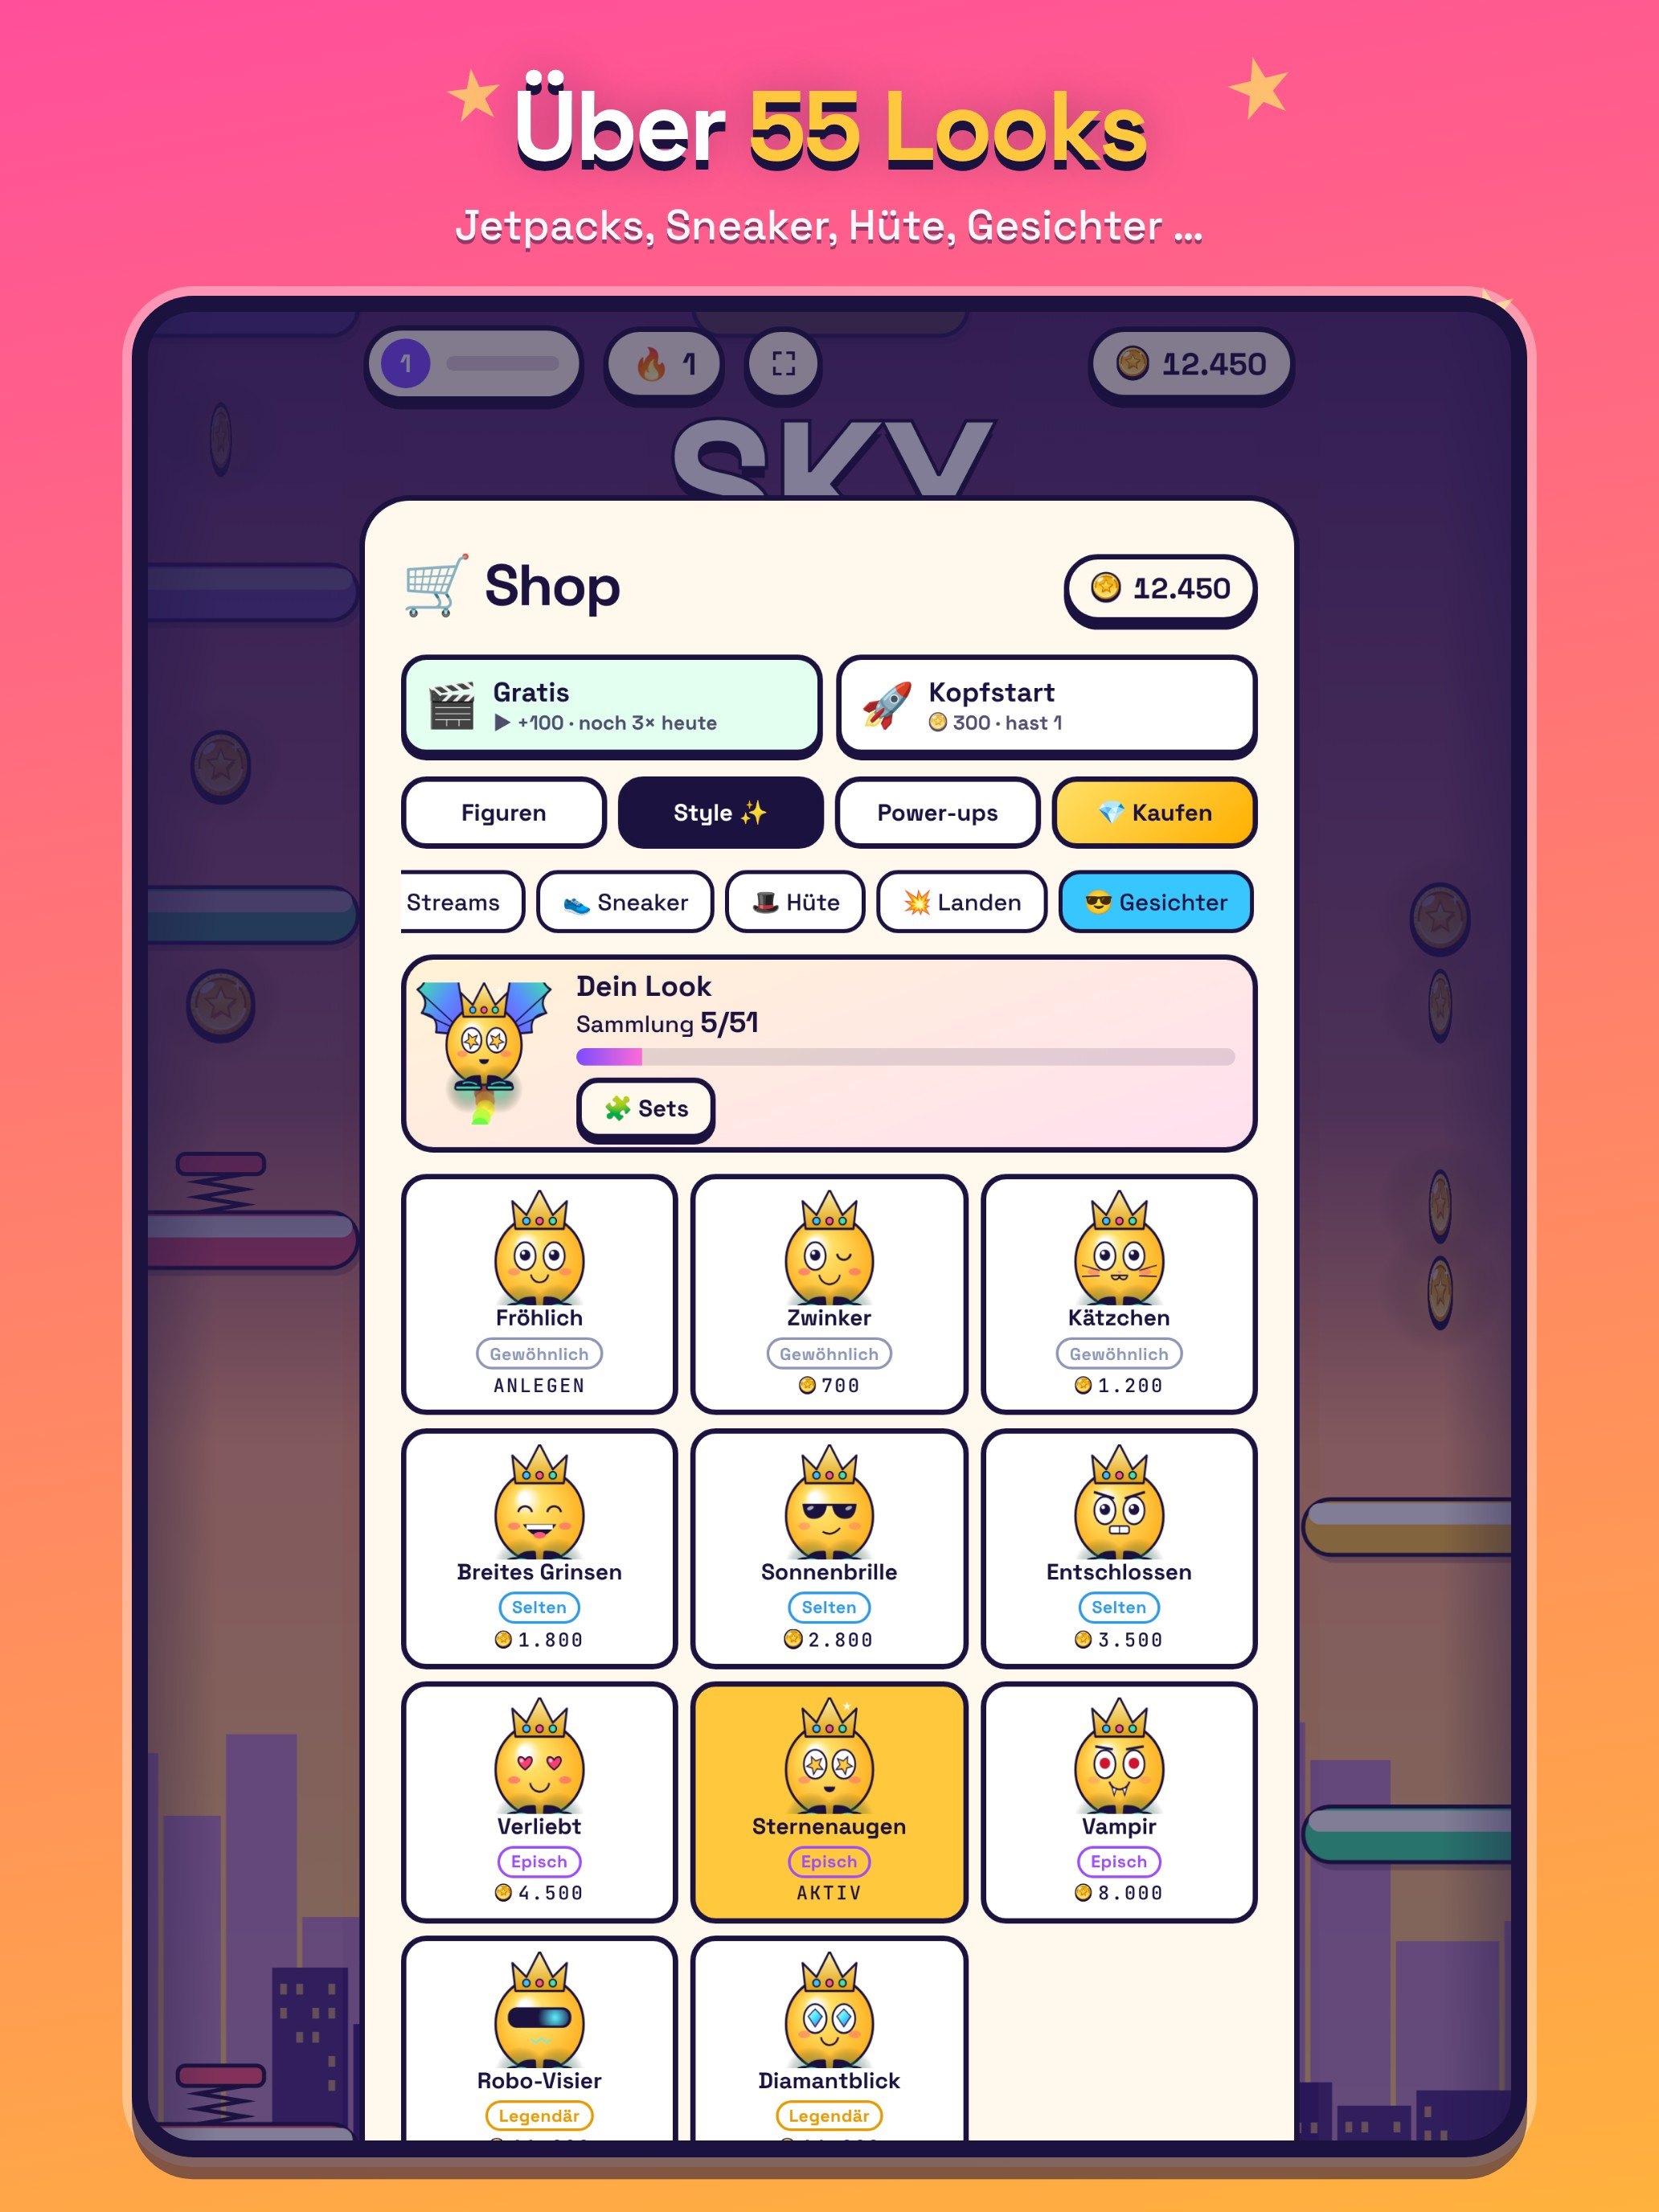 Über 55 Looks
Jetpacks, Sneaker, Hüte, Gesichter ...
1
1
12.450
SKY
Shop
12.450
Gratis
▶ +100 · noch 3× heute
Kopfstart
300 · hast 1
Figuren
Style ✨
Power-ups
Kaufen
Streams
Sneaker
Hüte
Landen
Gesichter
Dein Look
Sammlung 5/51
Sets
Fröhlich
Gewöhnlich
ANLEGEN
Zwinker
Gewöhnlich
700
Kätzchen
Gewöhnlich
1.200
Breites Grinsen
Selten
1.800
Sonnenbrille
Selten
2.800
Entschlossen
Selten
3.500
Verliebt
Episch
4.500
Sternenaugen
Episch
AKTIV
Vampir
Episch
8.000
Robo-Visier
Legendär
Diamantblick
Legendär